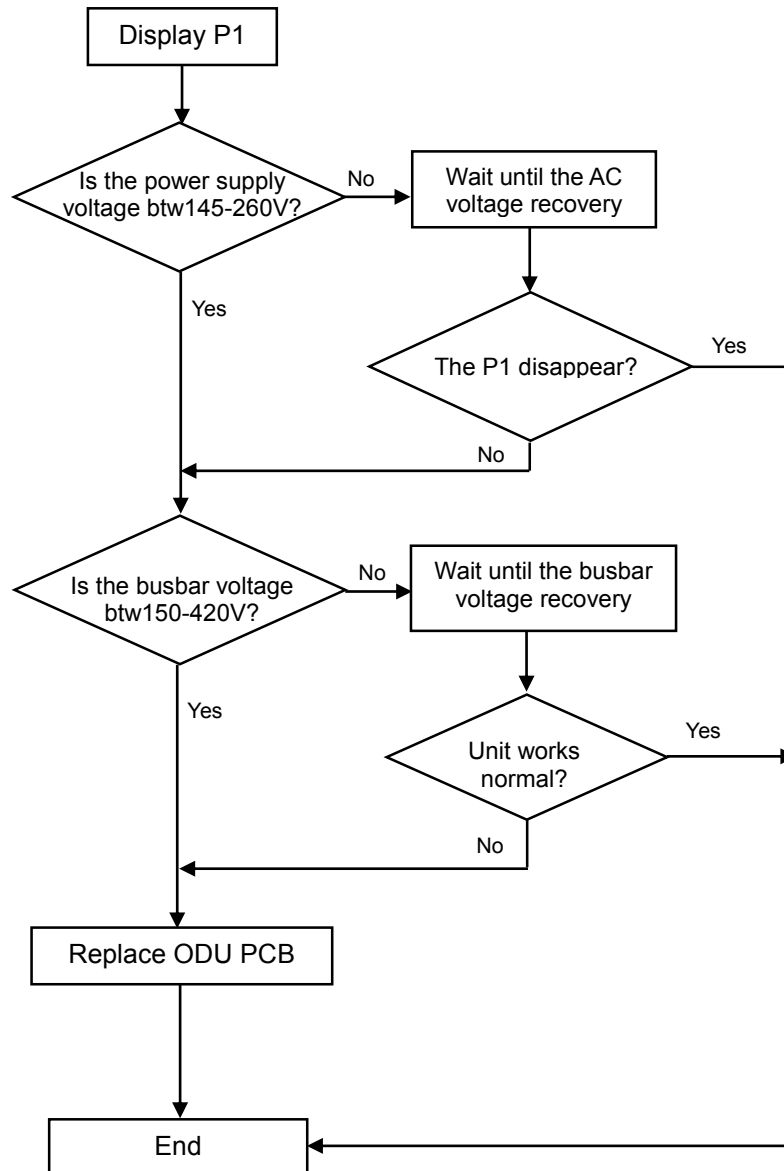 Display P1
Is the power supply
voltage btw145-260V?
No
Wait until the AC
voltage recovery
Yes
The P1 disappear?
Yes
No
Is the busbar voltage
btw150-420V?
No
Wait until the busbar
voltage recovery
Yes
Unit works
normal?
Yes
No
Replace ODU PCB
End